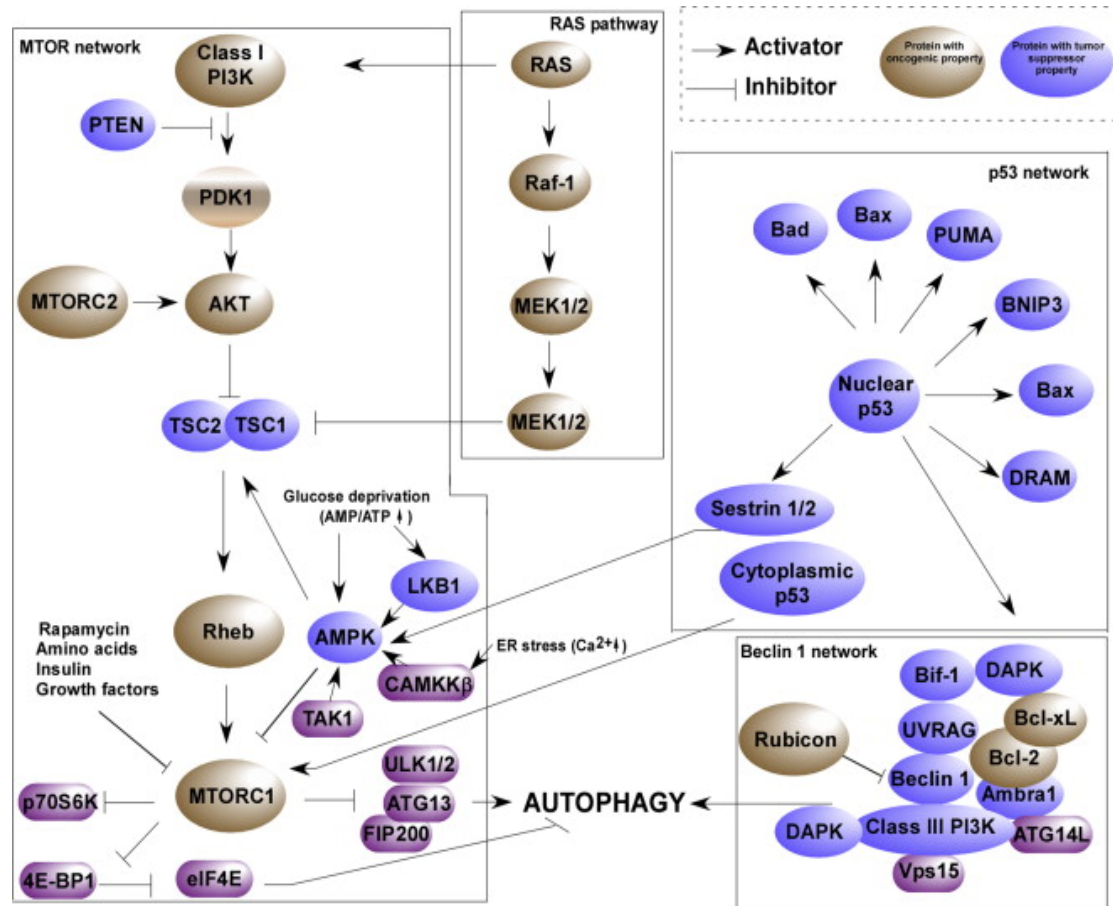 MTOR network
Class I
PI3K
PTEN
PDK1
MTORC2
AKT
TSC2
TSC1
Glucose deprivation
(AMP/ATP )
LKB1
Rheb
AMPK
Rapamycin
Amino acids
Insulin
Growth factors
ER stress (Ca2+)
CAMKKβ
TAK1
ULK1/2
p70S6K
MTORC1
ATG13
FIP200
4E-BP1
eIF4E
AUTOPHAGY
RAS pathway
RAS
Raf-1
MEK1/2
MEK1/2
Activator
Inhibitor
Protein with
oncogenic property
Protein with tumor
suppressor
property
p53 network
Bad
Bax
PUMA
BNIP3
Nuclear
p53
Bax
DRAM
Sestrin 1/2
Cytoplasmic
p53
Beclin 1 network
Bif-1
DAPK
Bcl-xL
UVRAG
Rubicon
Bcl-2
Beclin 1
Ambra1
DAPK
Class III PI3K
ATG14L
Vps15